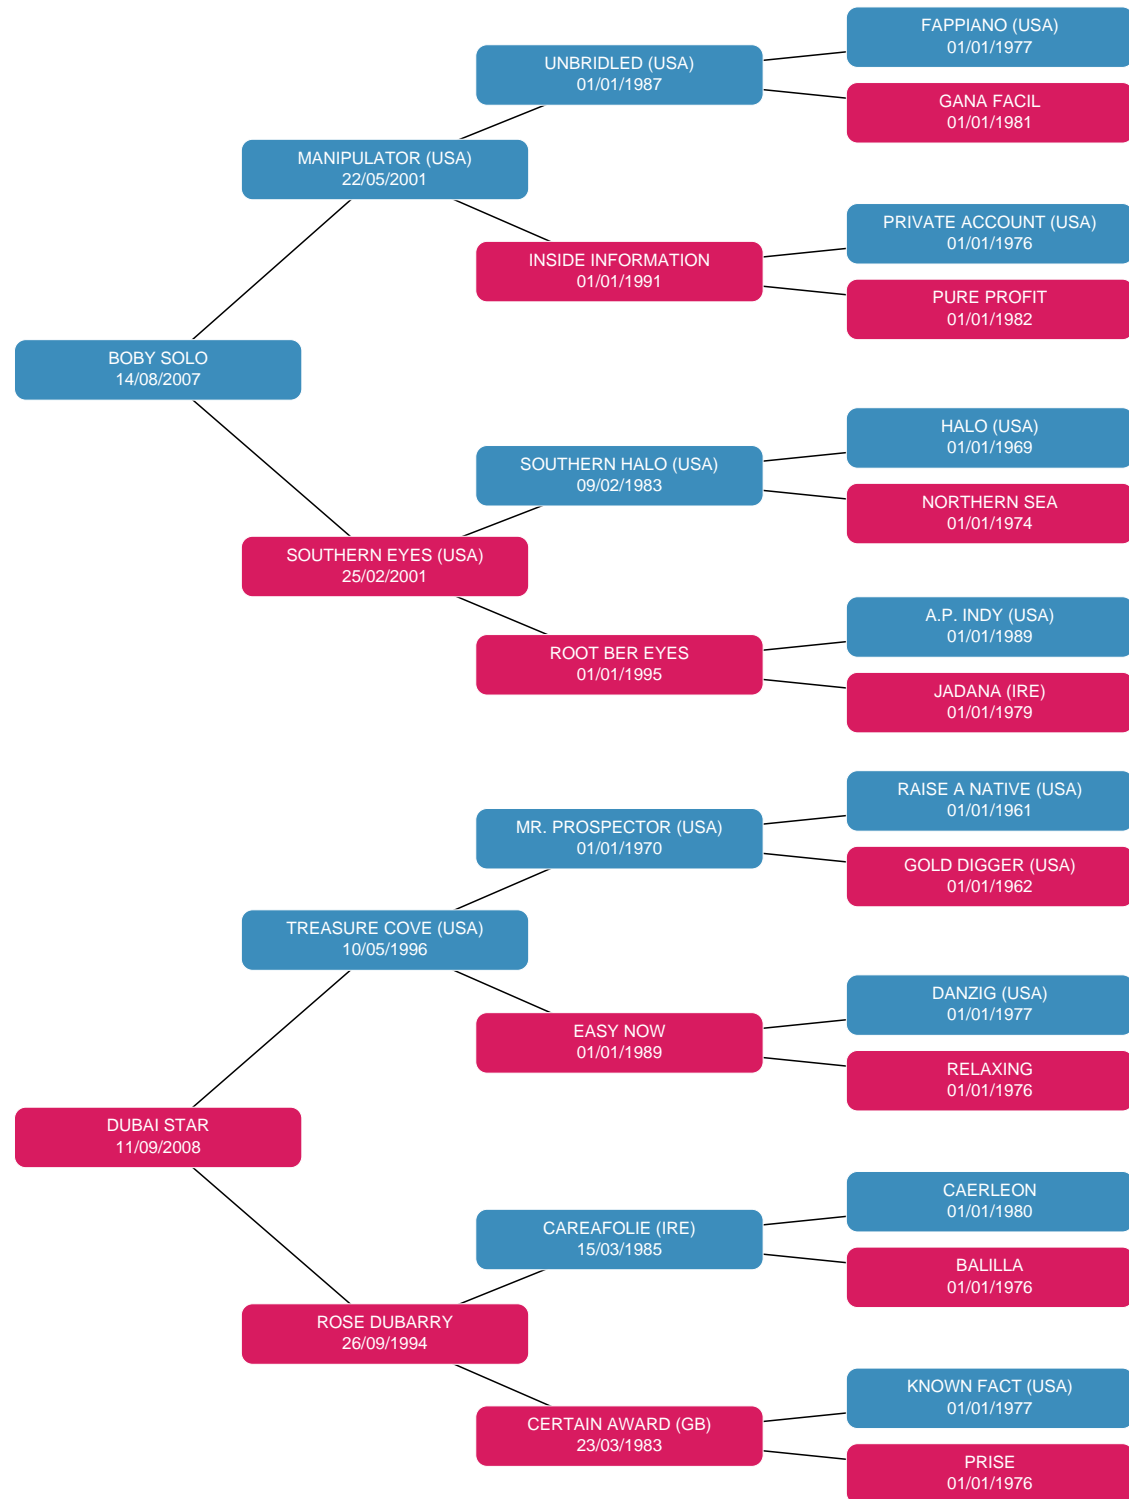 FAPPIANO (USA)
01/01/1977
UNBRIDLED (USA)
01/01/1987
GANA FACIL
01/01/1981
MANIPULATOR (USA)
22/05/2001
PRIVATE ACCOUNT (USA)
01/01/1976
INSIDE INFORMATION
01/01/1991
PURE PROFIT
01/01/1982
BOBY SOLO
14/08/2007
HALO (USA)
01/01/1969
SOUTHERN HALO (USA)
09/02/1983
NORTHERN SEA
01/01/1974
SOUTHERN EYES (USA)
25/02/2001
A.P. INDY (USA)
01/01/1989
ROOT BER EYES
01/01/1995
JADANA (IRE)
01/01/1979
RAISE A NATIVE (USA)
01/01/1961
MR. PROSPECTOR (USA)
01/01/1970
GOLD DIGGER (USA)
01/01/1962
TREASURE COVE (USA)
10/05/1996
DANZIG (USA)
01/01/1977
EASY NOW
01/01/1989
RELAXING
01/01/1976
DUBAI STAR
11/09/2008
CAERLEON
01/01/1980
CAREAFOLIE (IRE)
15/03/1985
BALILLA
01/01/1976
ROSE DUBARRY
26/09/1994
KNOWN FACT (USA)
01/01/1977
CERTAIN AWARD (GB)
23/03/1983
PRISE
01/01/1976